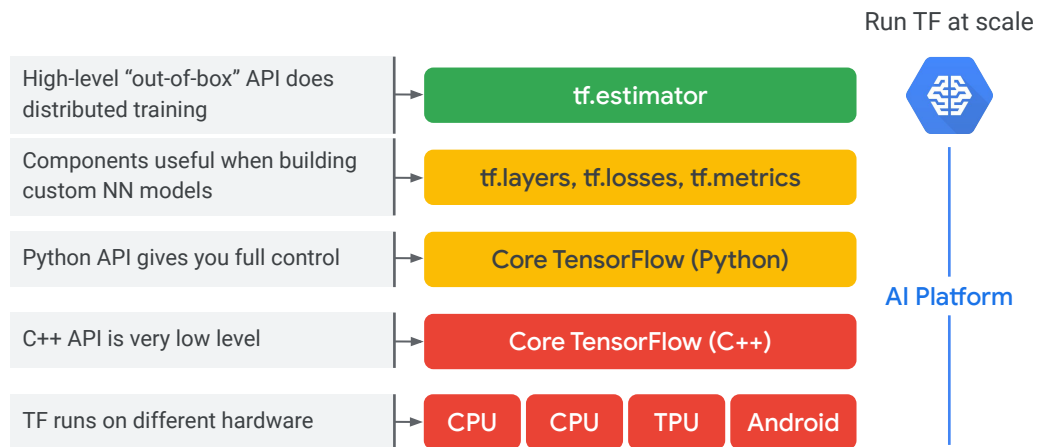 Run TF at scale
High-level “out-of-box” API does
distributed training
tf.estimator
Components useful when building
custom NN models
tf.layers, tf.losses, tf.metrics
Python API gives you full control
Core TensorFlow (Python)
AI Platform
C++ API is very low level
Core TensorFlow (C++)
TF runs on different hardware
CPU
CPU
TPU
Android